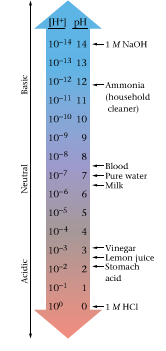 [H+] pH
10⁻¹⁴ 14 1 M NaOH
10⁻¹³ 13
10⁻¹² 12 Ammonia
(household
cleaner)
10⁻¹¹ 11
10⁻¹⁰ 10
10⁻⁹ 9
10⁻⁸ 8
Blood
10⁻⁷ 7 Pure water
Milk
10⁻⁶ 6
10⁻⁵ 5
10⁻⁴ 4
10⁻³ 3 Vinegar
Lemon juice
10⁻² 2 Stomach
acid
10⁻¹ 1
10⁰ 0 1 M HCl
Basic
Neutral
Acidic